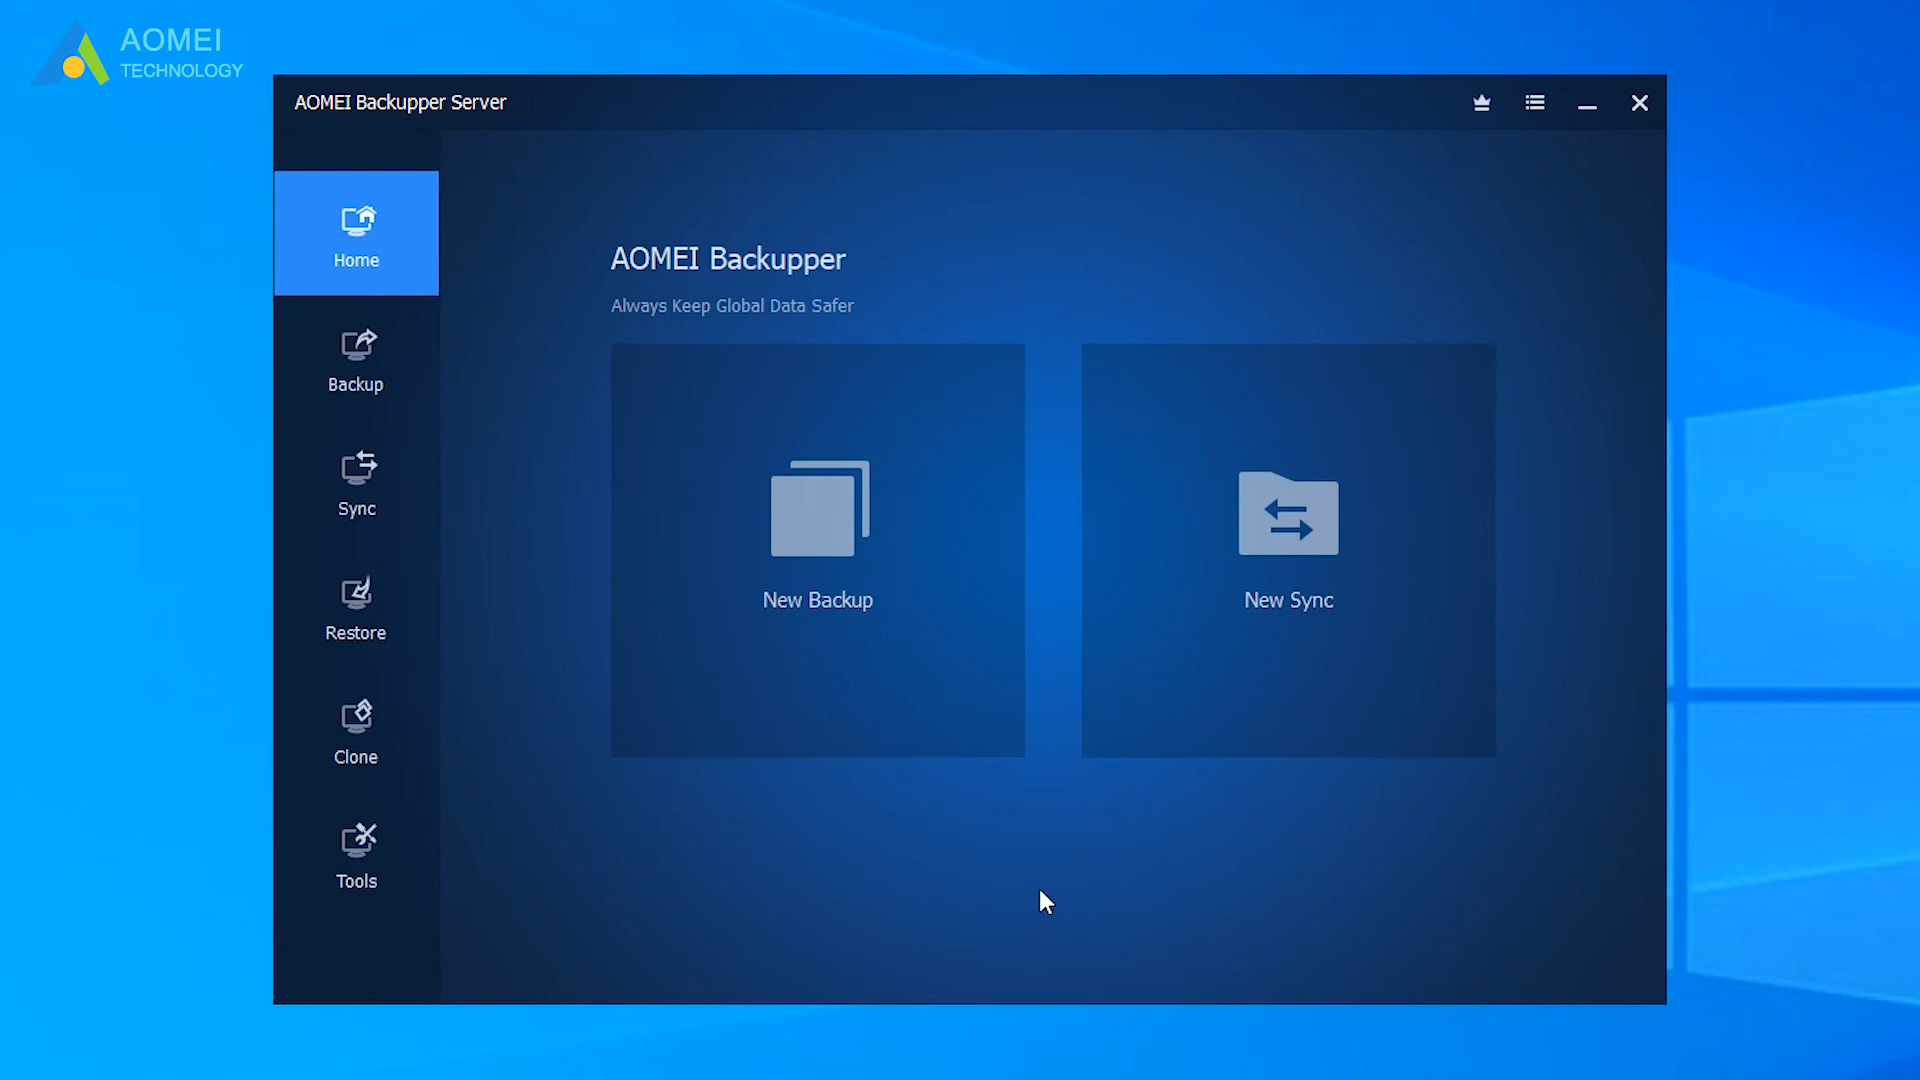 AOMEI
TECHNOLOGY
AOMEI Backupper Server
Home
Backup
Sync
Restore
Clone
Tools
AOMEI Backupper
Always Keep Global Data Safer
New Backup
New Sync